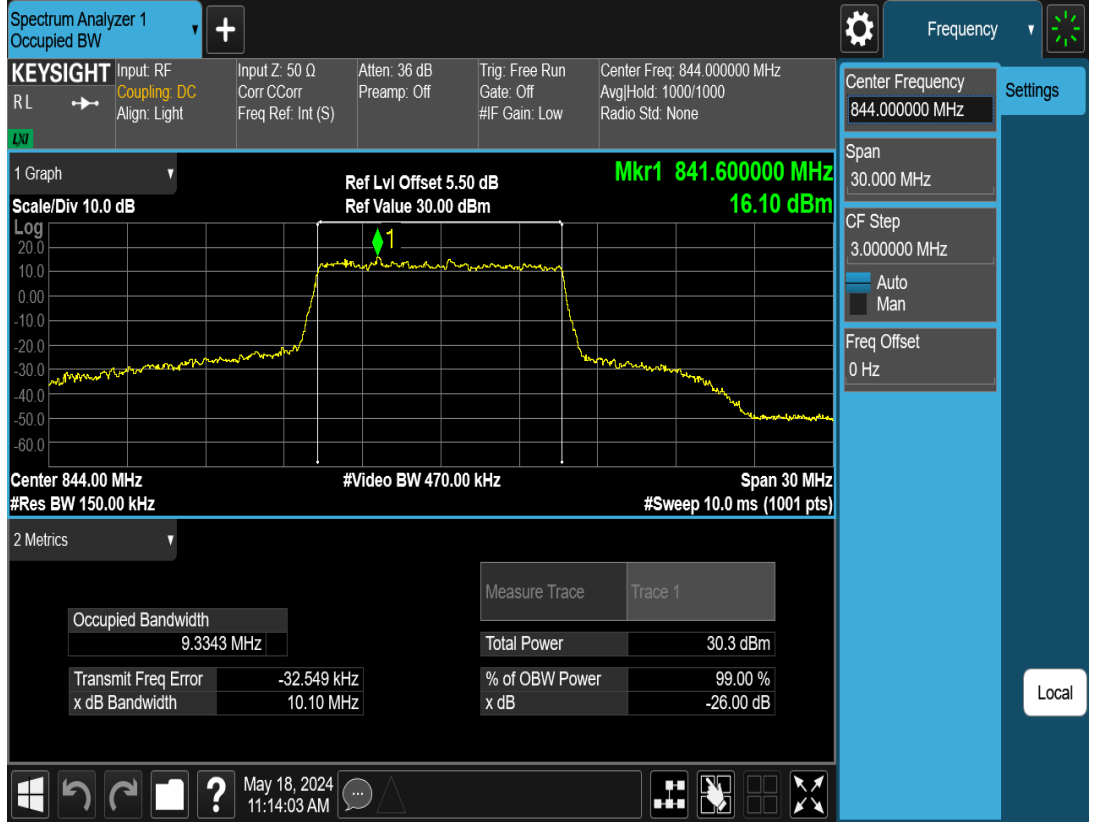 Spectrum Analyzer 1
Occupied BW
+
Frequency
KEYSIGHT
R L
LXI
Input: RF
Coupling: DC
Align: Light
Input Z: 50 Ω
Corr CCorr
Freq Ref: Int (S)
Atten: 36 dB
Preamp: Off
Trig: Free Run
Gate: Off
#IF Gain: Low
Center Freq: 844.000000 MHz
Avg|Hold: 1000/1000
Radio Std: None
Center Frequency
844.000000 MHz
Settings
Span
30.000 MHz
CF Step
3.000000 MHz
Auto
Man
Freq Offset
0 Hz
Local
1 Graph
Scale/Div 10.0 dB
Ref Lvl Offset 5.50 dB
Ref Value 30.00 dBm
Mkr1 841.600000 MHz
16.10 dBm
Log
1
20.0
10.0
0.00
-10.0
-20.0
-30.0
-40.0
-50.0
-60.0
Center 844.00 MHz
#Video BW 470.00 kHz
Span 30 MHz
#Res BW 150.00 kHz
#Sweep 10.0 ms (1001 pts)
2 Metrics
Measure Trace
Trace 1
Occupied Bandwidth
9.3343 MHz
Total Power
30.3 dBm
Transmit Freq Error
-32.549 kHz
% of OBW Power
99.00 %
x dB Bandwidth
10.10 MHz
x dB
-26.00 dB
?
May 18, 2024
11:14:03 AM